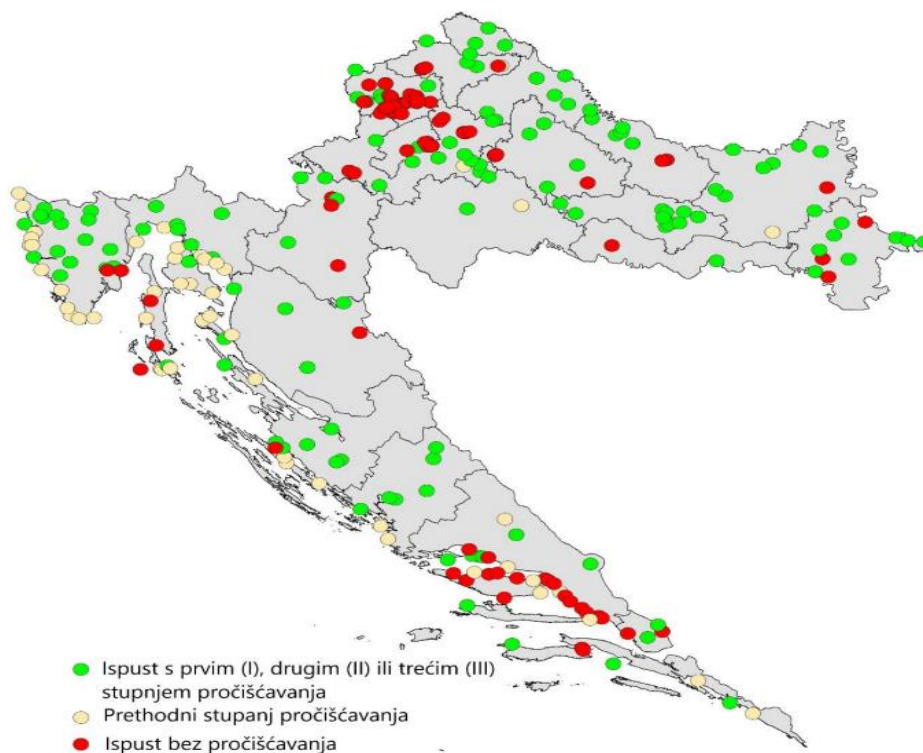 Ispust s prvim (I), drugim (II) ili trećim (III)
stupnjem pročišćavanja
Prethodni stupanj pročišćavanja
Ispust bez pročišćavanja